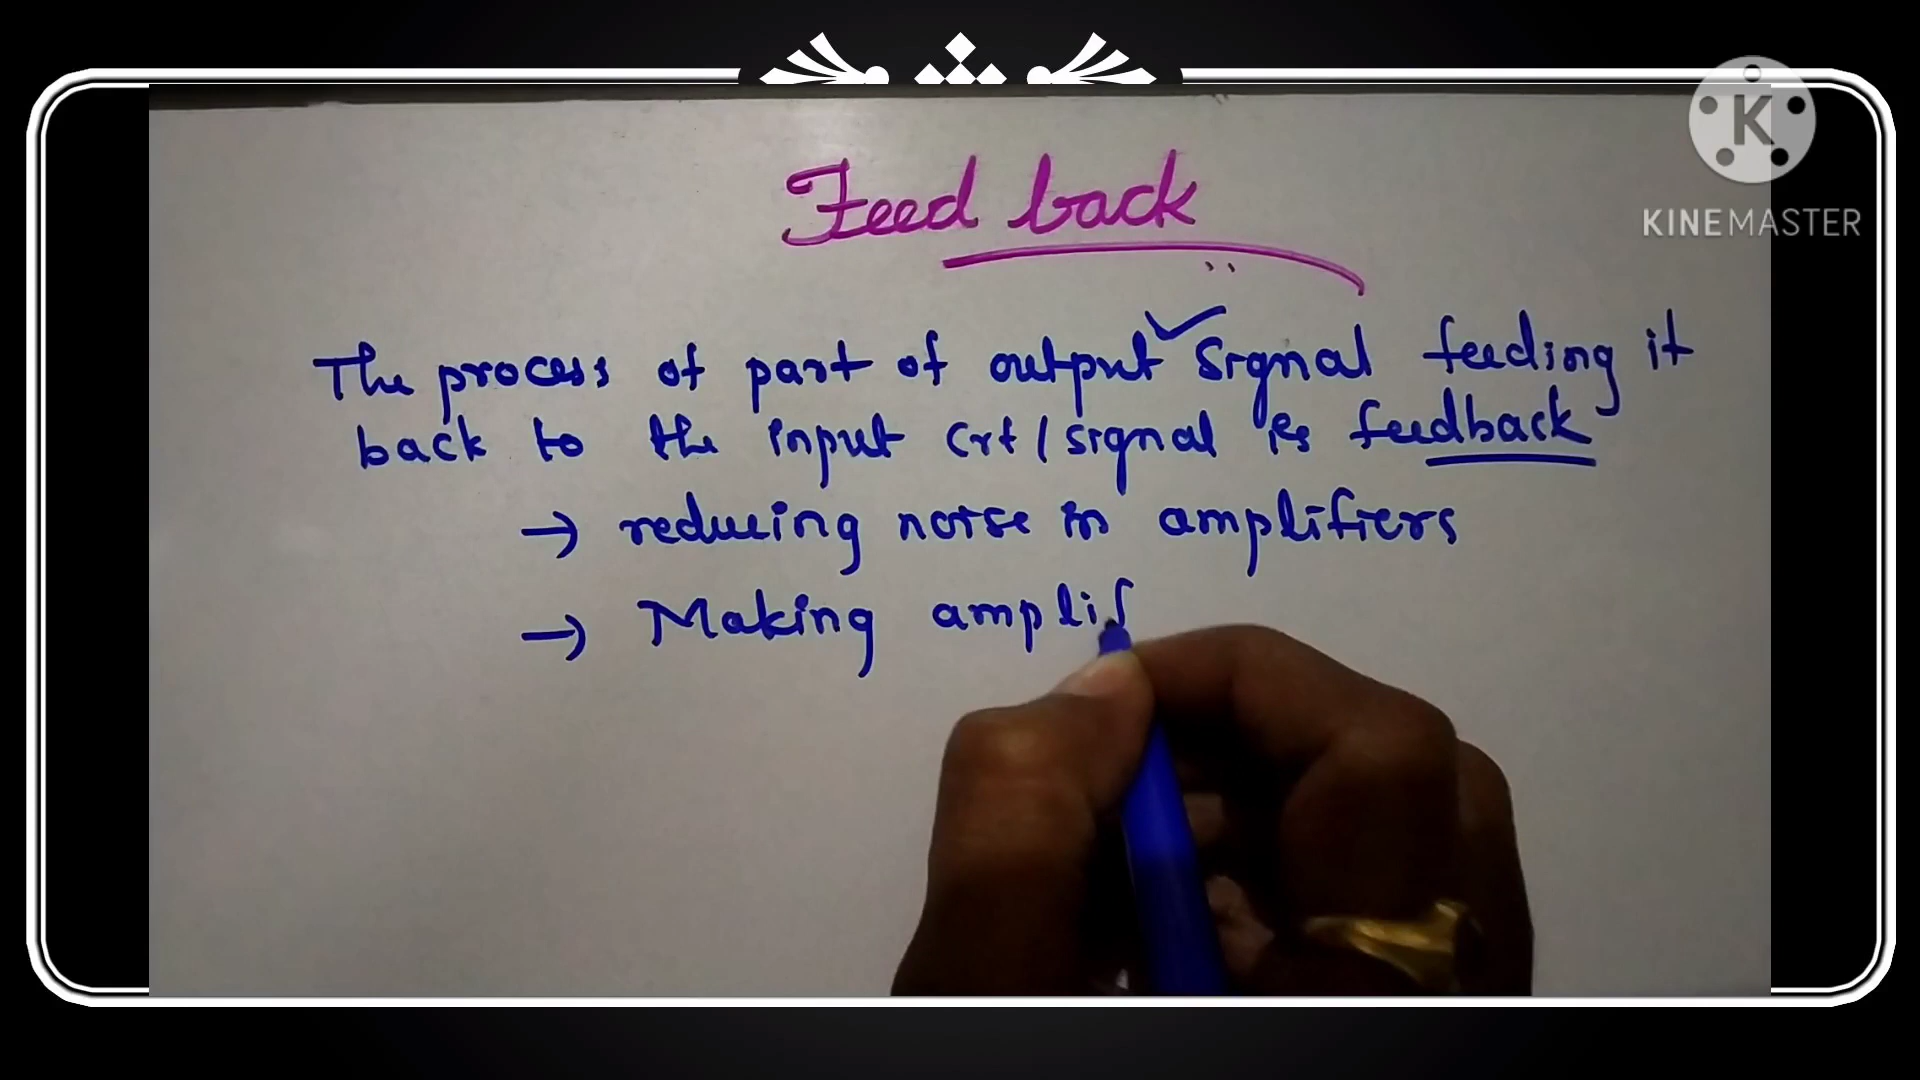 Feed back
K
KINEMASTER
The process of part of output signal feeding it
back to the input crt/signal is feedback
→ reducing noise in amplifiers
→ Making amplif